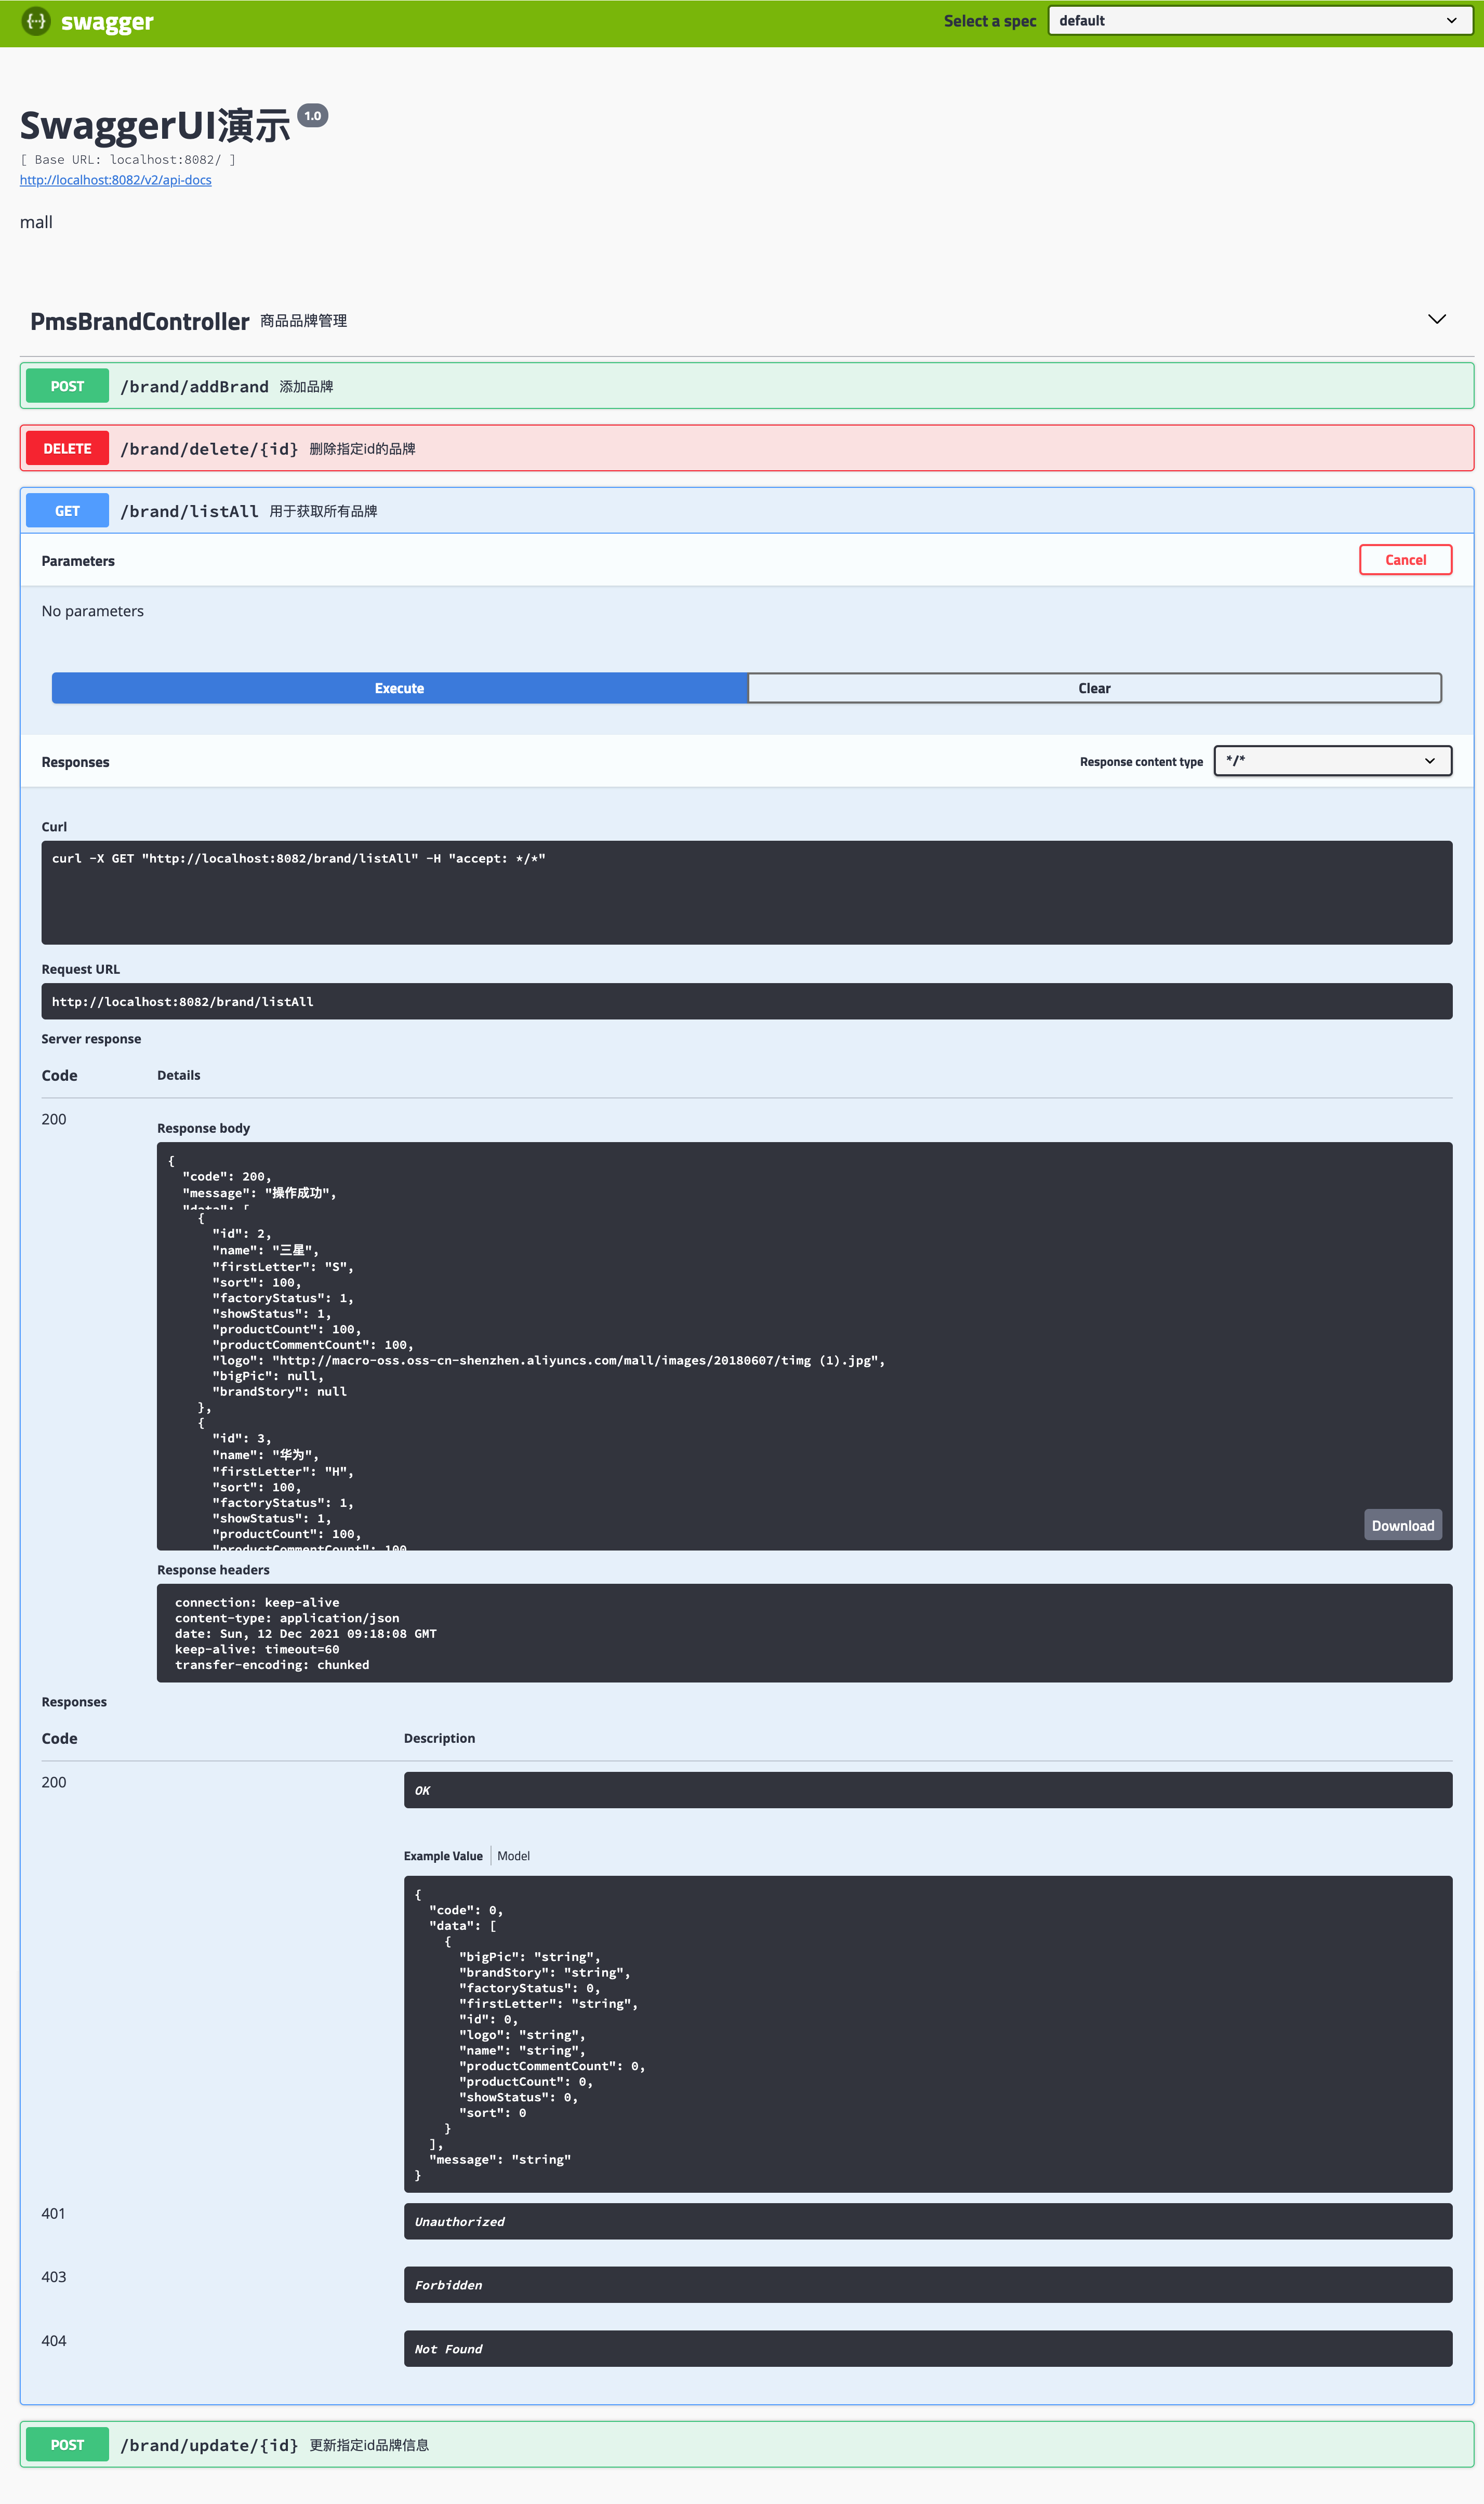 swagger
Select a spec default
SwaggerUI演示 1.0
[ Base URL: localhost:8082/ ]
http://localhost:8082/v2/api-docs
mall
PmsBrandController 商品品牌管理
POST /brand/addBrand 添加品牌
DELETE /brand/delete/{id} 删除指定id的品牌
GET /brand/listAll 用于获取所有品牌
Parameters Cancel
No parameters
Execute Clear
Responses Response content type */*
Curl
curl -X GET "http://localhost:8082/brand/listAll" -H "accept: */*"
Request URL
http://localhost:8082/brand/listAll
Server response
Code Details
200
Response body
{
"code": 200,
"message": "操作成功",
"data": [
{
"id": 2,
"name": "三星",
"firstLetter": "S",
"sort": 100,
"factoryStatus": 1,
"showStatus": 1,
"productCount": 100,
"productCommentCount": 100,
"logo": "http://macro-oss.oss-cn-shenzhen.aliyuncs.com/mall/images/20180607/timg (1).jpg",
"bigPic": null,
"brandStory": null
},
{
"id": 3,
"name": "华为",
"firstLetter": "H",
"sort": 100,
"factoryStatus": 1,
"showStatus": 1,
"productCount": 100,
"productCommentCount": 100
Download
Response headers
connection: keep-alive
content-type: application/json
date: Sun, 12 Dec 2021 09:18:08 GMT
keep-alive: timeout=60
transfer-encoding: chunked
Responses
Code Description
200 OK
Example Value Model
{
"code": 0,
"data": [
{
"bigPic": "string",
"brandStory": "string",
"factoryStatus": 0,
"firstLetter": "string",
"id": 0,
"logo": "string",
"name": "string",
"productCommentCount": 0,
"productCount": 0,
"showStatus": 0,
"sort": 0
}
],
"message": "string"
}
401 Unauthorized
403 Forbidden
404 Not Found
POST /brand/update/{id} 更新指定id品牌信息